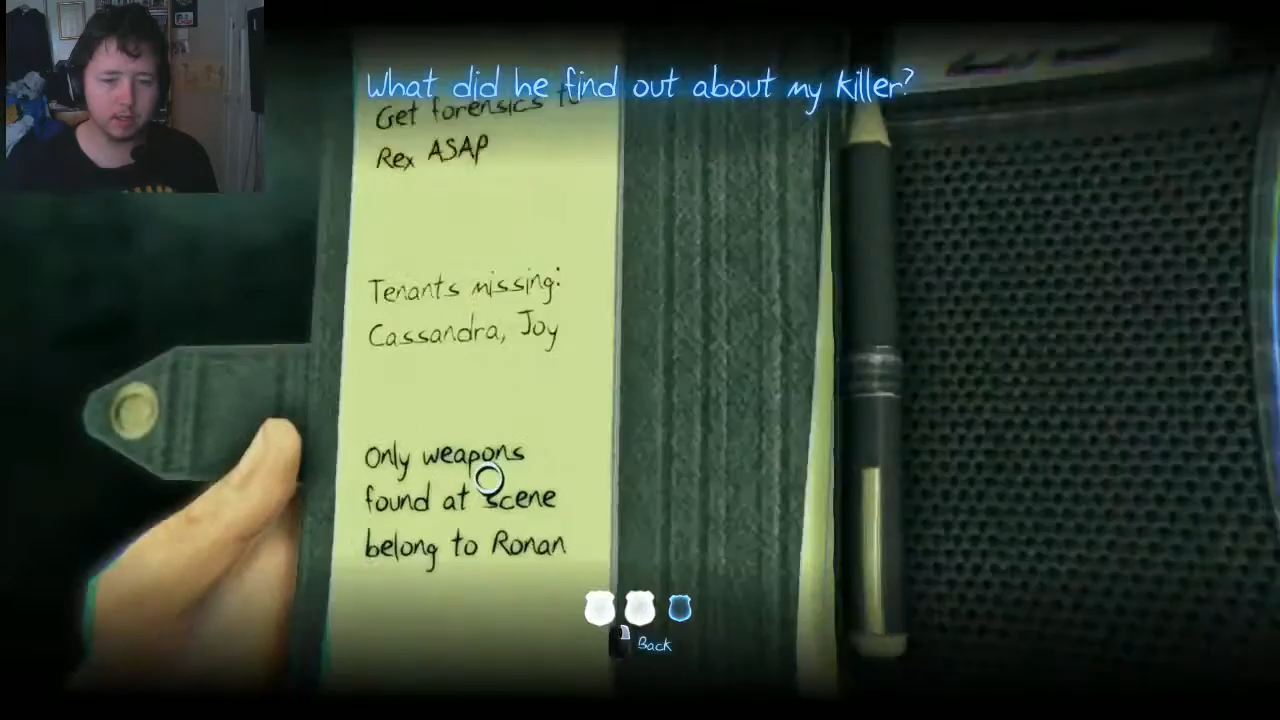 What did he find out about my killer?
Get forensics to
Rex ASAP
Tenants missing:
Cassandra, Joy
Only weapons
found at scene
belong to Ronan
Back